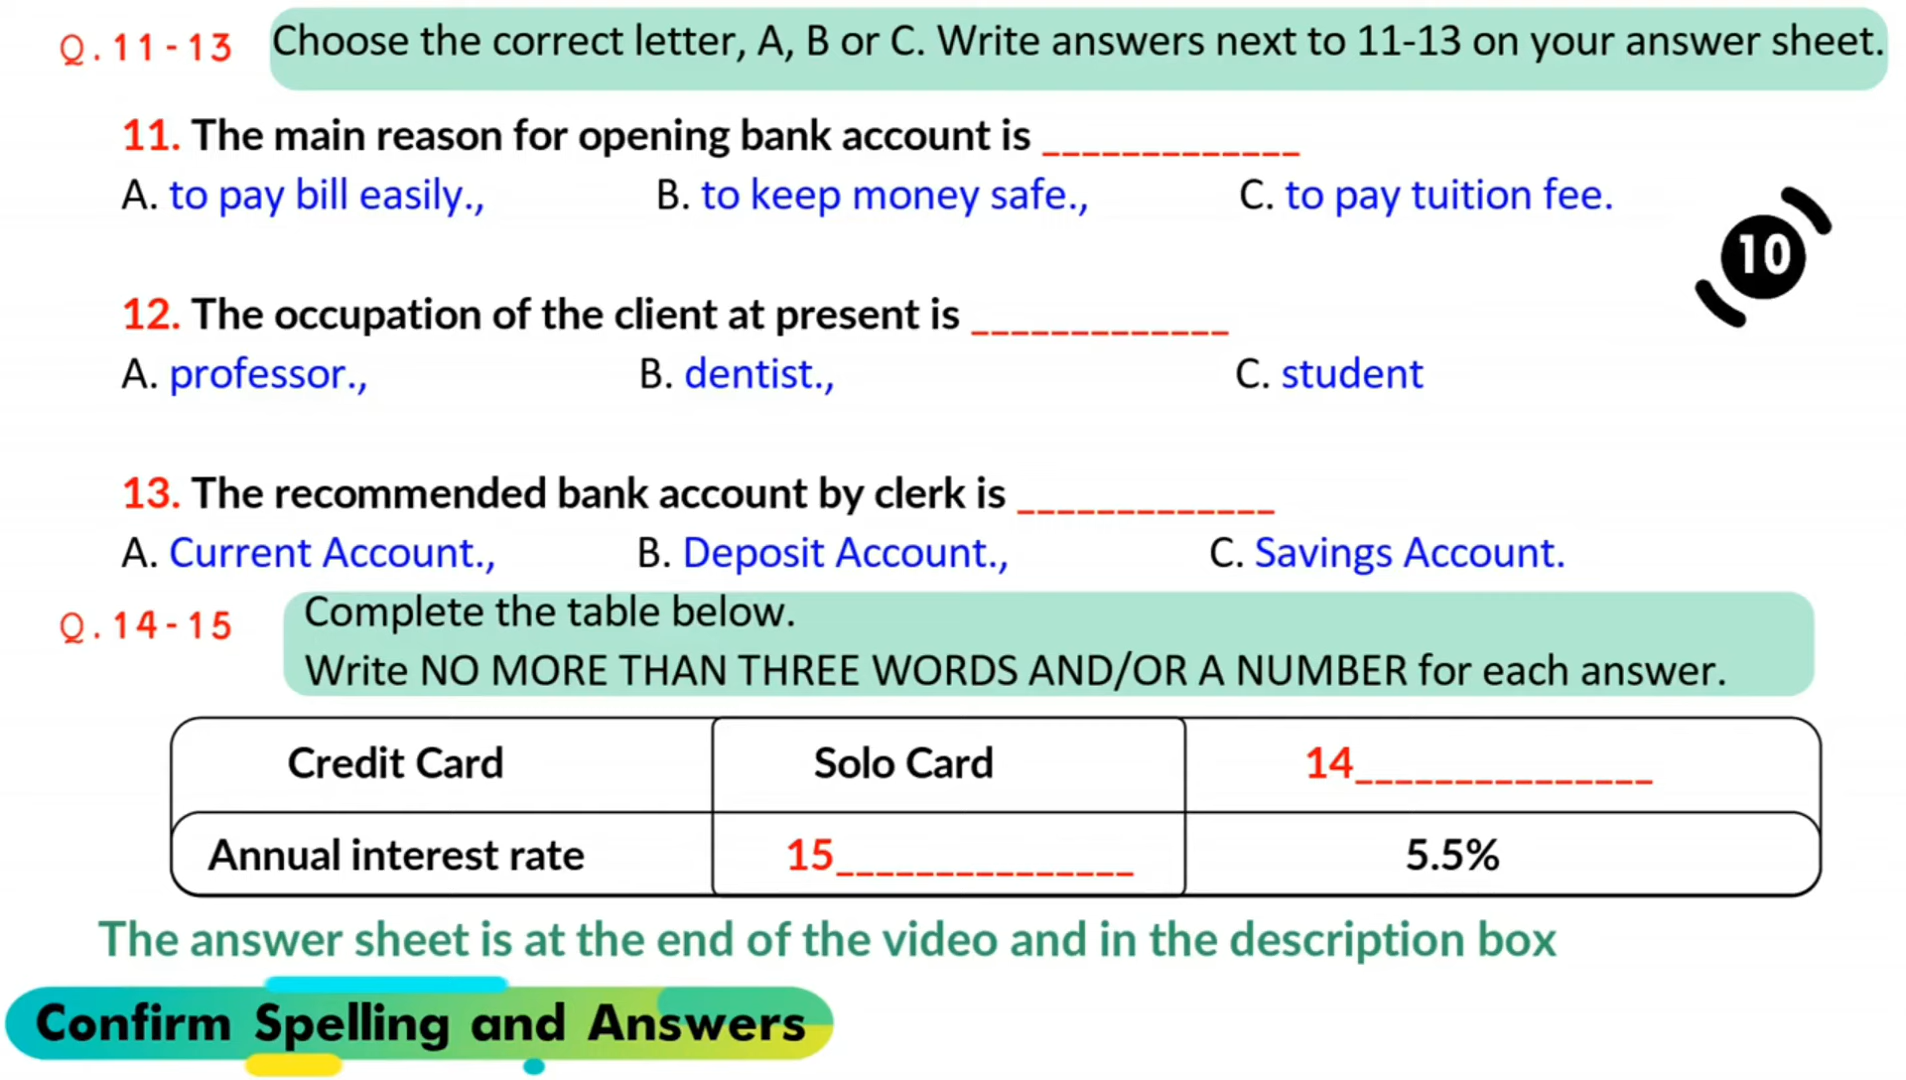 Q.11-13 Choose the correct letter, A, B or C. Write answers next to 11-13 on your answer sheet.
11. The main reason for opening bank account is _____________
A. to pay bill easily., B. to keep money safe., C. to pay tuition fee.
10
12. The occupation of the client at present is _____________
A. professor., B. dentist., C. student
13. The recommended bank account by clerk is _____________
A. Current Account., B. Deposit Account., C. Savings Account.
Q.14-15 Complete the table below.
Write NO MORE THAN THREE WORDS AND/OR A NUMBER for each answer.
Credit Card Solo Card 14_______________
Annual interest rate 15_______________ 5.5%
The answer sheet is at the end of the video and in the description box
Confirm Spelling and Answers